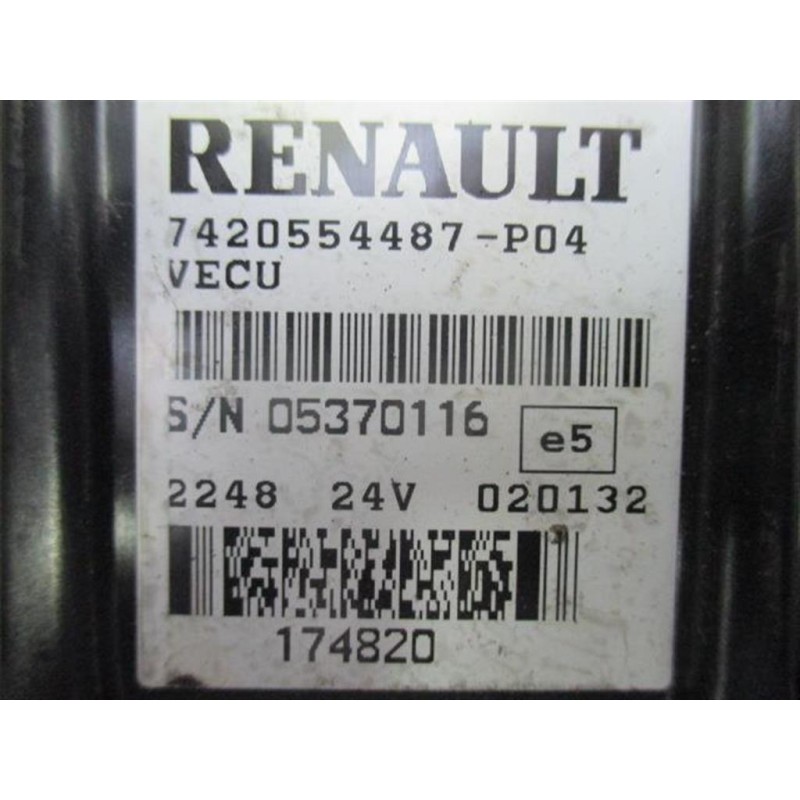 RENAULT
7420554487-P04
VECU
S/N 05370116
e5
2248 24V 020132
174820